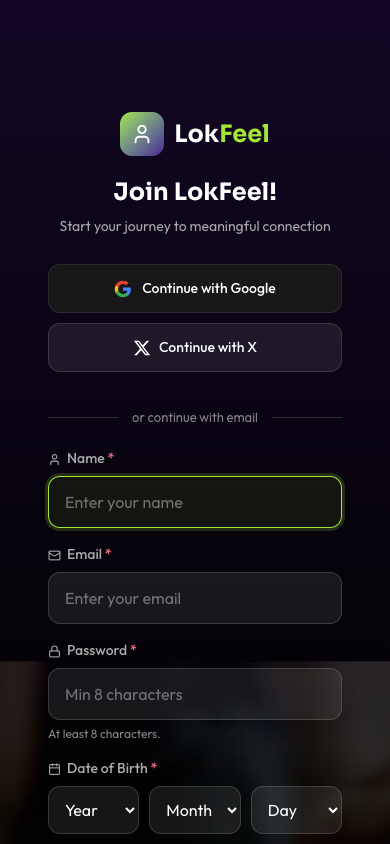 LokFeel
Join LokFeel!
Start your journey to meaningful connection
Continue with Google
Continue with X
or continue with email
Name *
Enter your name
Email *
Enter your email
Password *
Min 8 characters
At least 8 characters.
Date of Birth *
Year Month Day